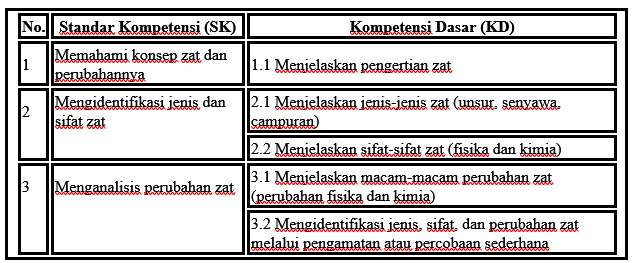 No. Standar Kompetensi (SK) Kompetensi Dasar (KD)
1 Memahami konsep zat dan perubahannya 1.1 Menjelaskan pengertian zat
2 Mengidentifikasi jenis dan sifat zat 2.1 Menjelaskan jenis-jenis zat (unsur, senyawa, campuran)
2.2 Menjelaskan sifat-sifat zat (fisika dan kimia)
3 Menganalisis perubahan zat 3.1 Menjelaskan macam-macam perubahan zat (perubahan fisika dan kimia)
3.2 Mengidentifikasi jenis, sifat, dan perubahan zat melalui pengamatan atau percobaan sederhana